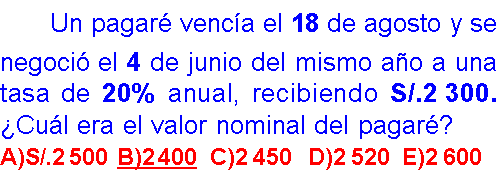 Un pagaré vencía el 18 de agosto y se
negoció el 4 de junio del mismo año a una
tasa de 20% anual, recibiendo S/.2 300.
¿Cuál era el valor nominal del pagaré?
A)S/.2 500 B)2 400 C)2 450 D)2 520 E)2 600